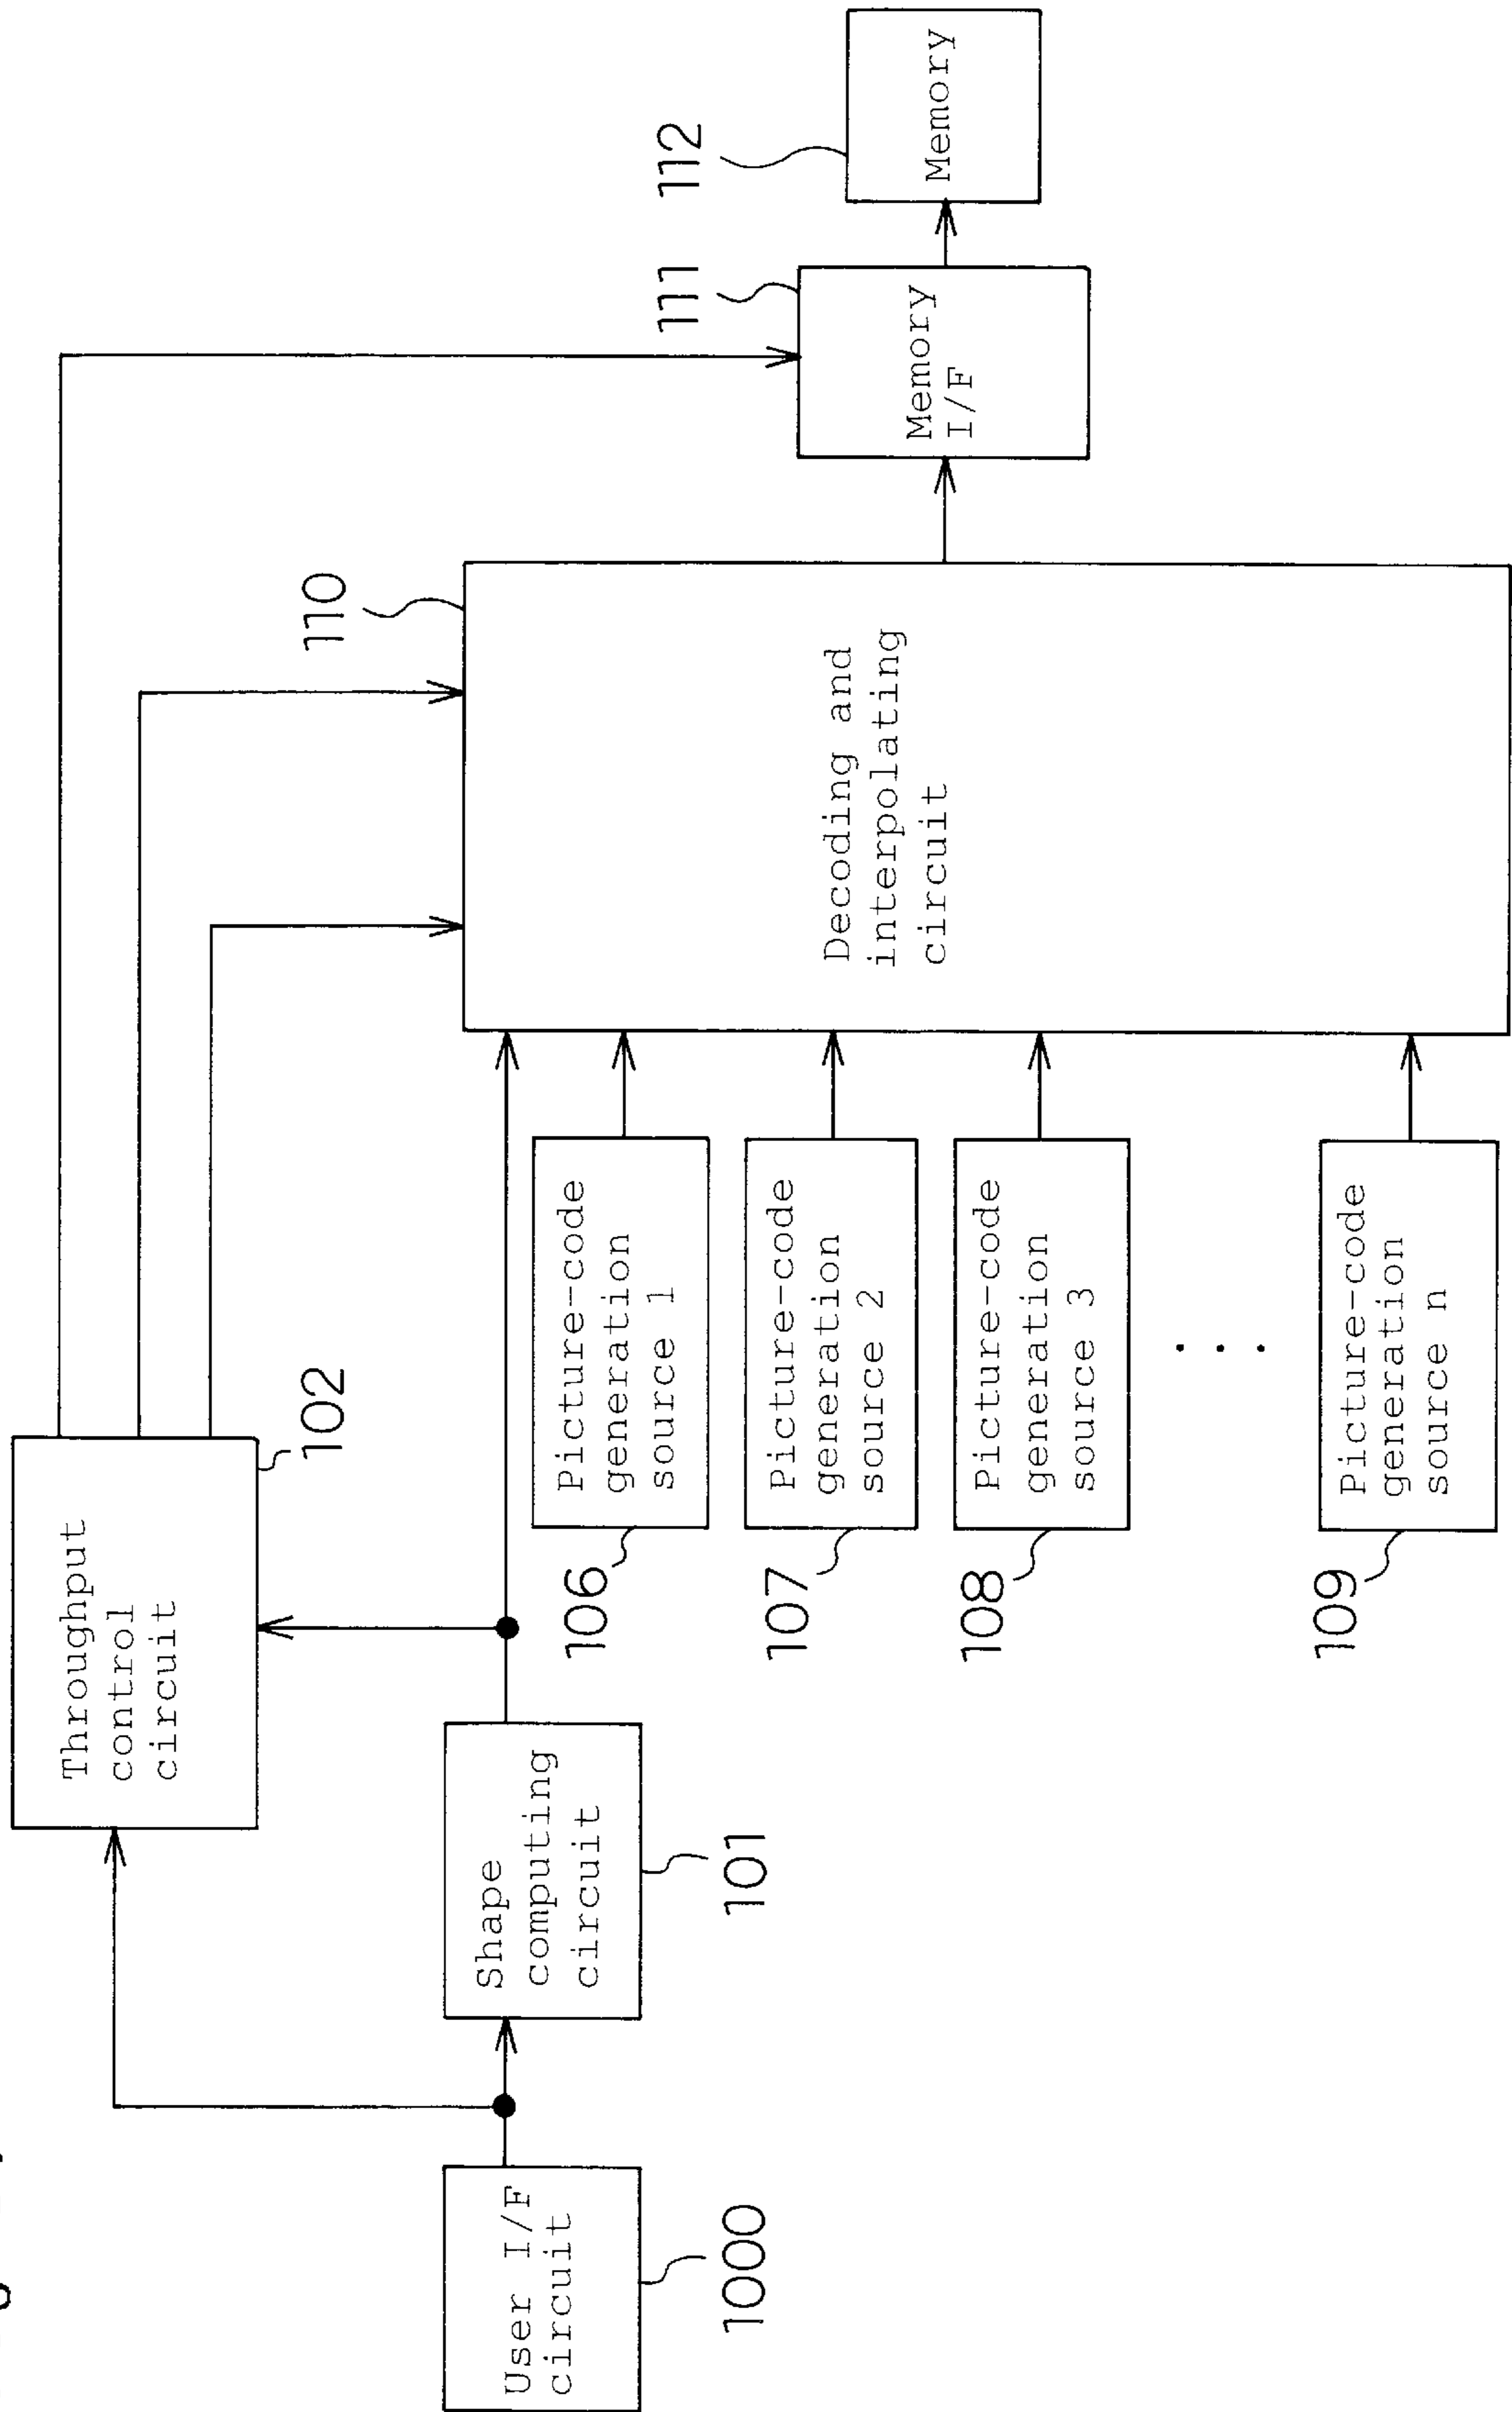 Throughput
control
circuit
102
User I/F
circuit
1000
Shape
computing
circuit
101
Picture-code
generation
source 1
106
Picture-code
generation
source 2
107
Picture-code
generation
source 3
108
. . .
Picture-code
generation
source n
109
110
Decoding and
interpolating
circuit
111
Memory
I/F
112
Memory